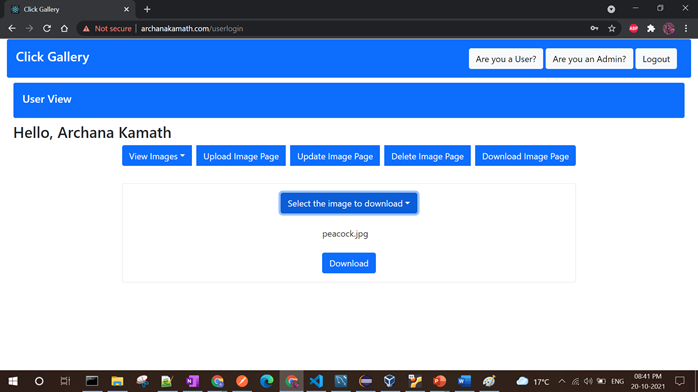 Click Gallery
Not secure | archanakamath.com/userlogin
Click Gallery
Are you a User? Are you an Admin? Logout
User View
Hello, Archana Kamath
View Images Upload Image Page Update Image Page Delete Image Page Download Image Page
Select the image to download
peacock.jpg
Download
17°C ENG 08:41 PM
20-10-2021